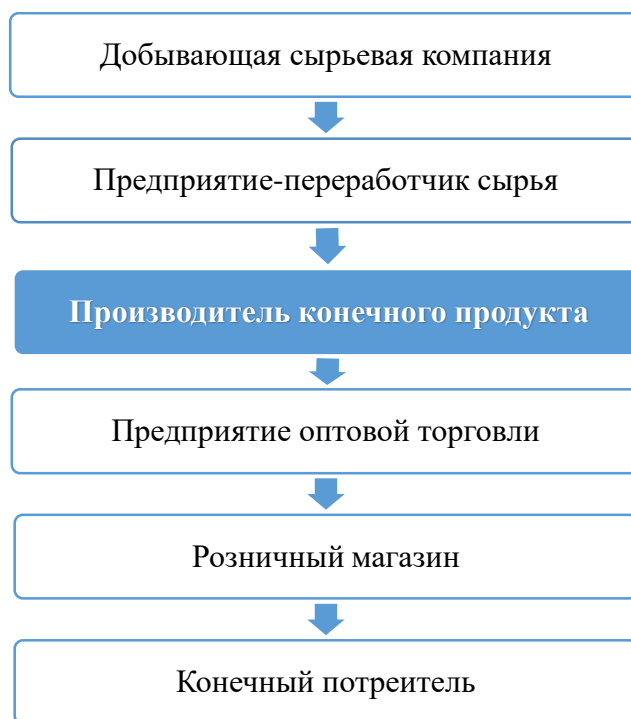 Добывающая сырьевая компания
Предприятие-переработчик сырья
Производитель конечного продукта
Предприятие оптовой торговли
Розничный магазин
Конечный потреитель